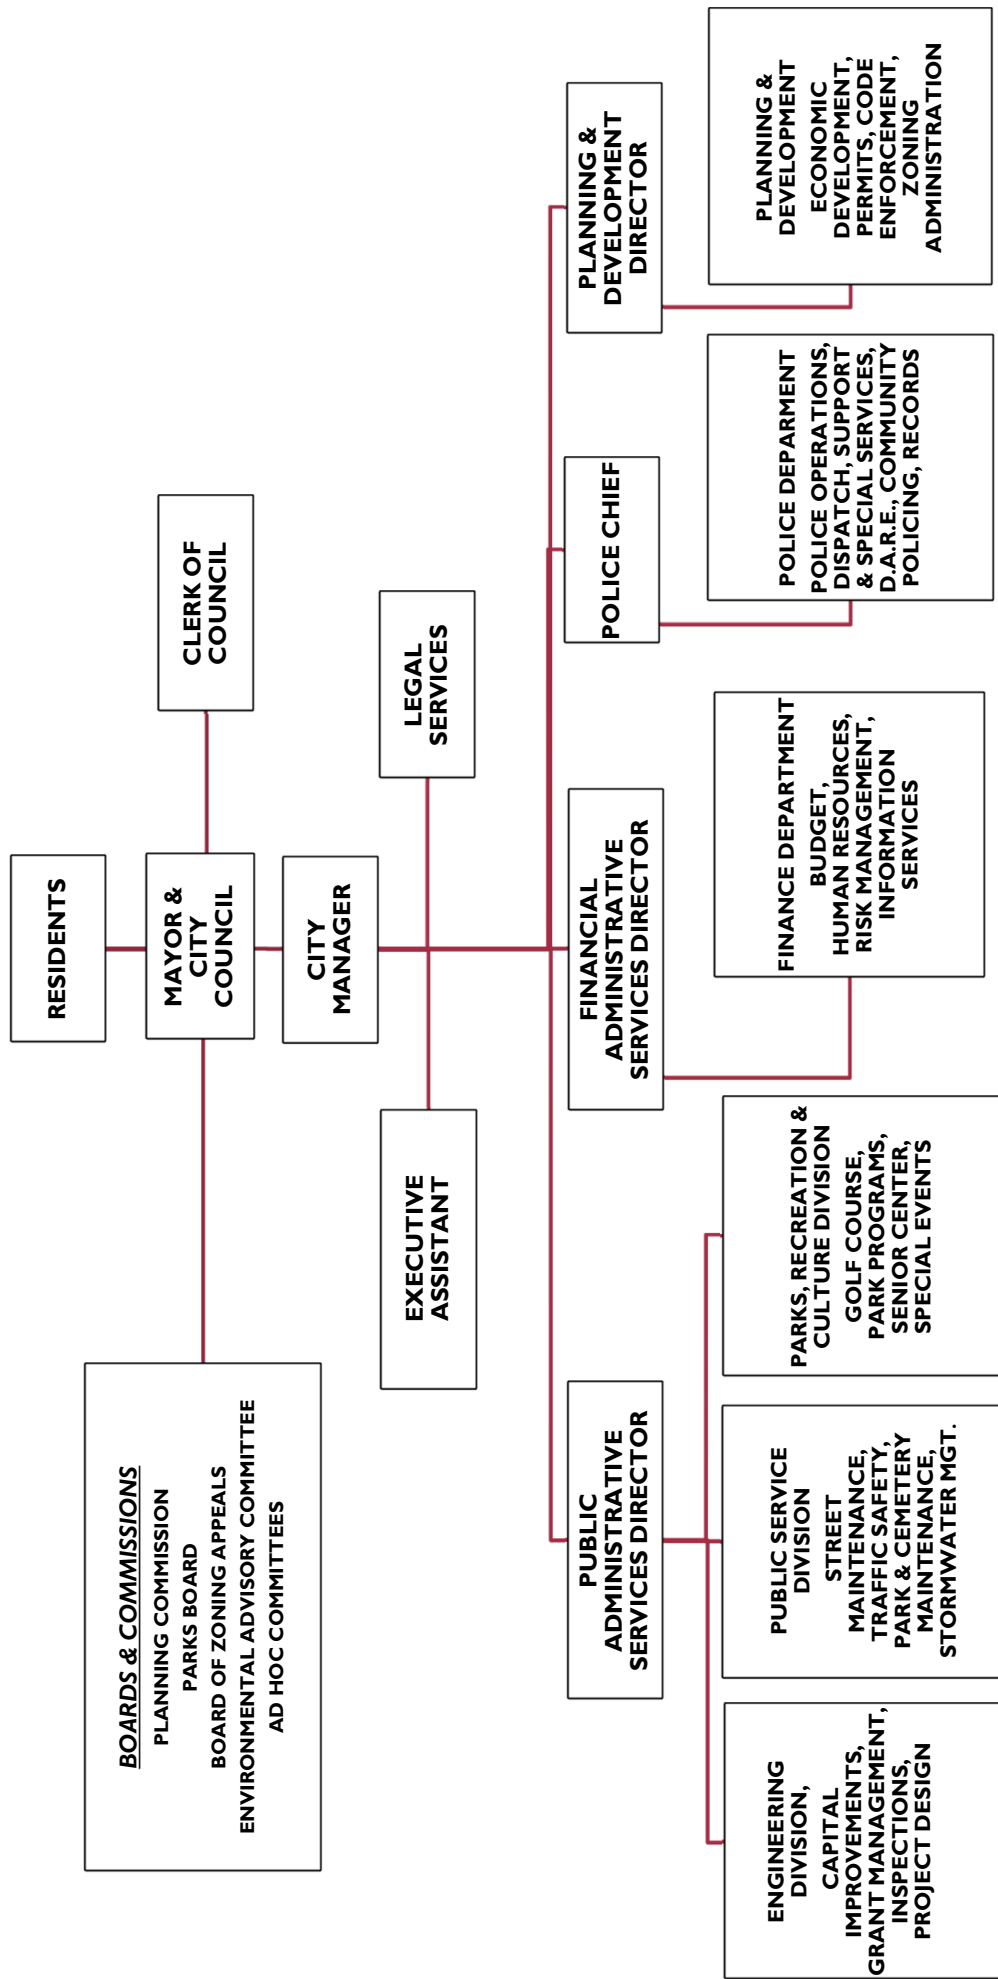 RESIDENTS
BOARDS & COMMISSIONS
PLANNING COMMISSION
PARKS BOARD
BOARD OF ZONING APPEALS
ENVIRONMENTAL ADVISORY COMMITTEE
AD HOC COMMITTEES
MAYOR &
CITY
COUNCIL
CLERK OF
COUNCIL
CITY
MANAGER
EXECUTIVE
ASSISTANT
LEGAL
SERVICES
PUBLIC
ADMINISTRATIVE
SERVICES DIRECTOR
FINANCIAL
ADMINISTRATIVE
SERVICES DIRECTOR
POLICE CHIEF
PLANNING &
DEVELOPMENT
DIRECTOR
ENGINEERING
DIVISION,
CAPITAL
IMPROVEMENTS,
GRANT MANAGEMENT,
INSPECTIONS,
PROJECT DESIGN
PUBLIC SERVICE
DIVISION
STREET
MAINTENANCE,
TRAFFIC SAFETY,
PARK & CEMETERY
MAINTENANCE,
STORMWATER MGT.
PARKS, RECREATION &
CULTURE DIVISION
GOLF COURSE,
PARK PROGRAMS,
SENIOR CENTER,
SPECIAL EVENTS
FINANCE DEPARTMENT
BUDGET,
HUMAN RESOURCES,
RISK MANAGEMENT,
INFORMATION
SERVICES
POLICE DEPARMENT
POLICE OPERATIONS,
DISPATCH, SUPPORT
& SPECIAL SERVICES,
D.A.R.E., COMMUNITY
POLICING, RECORDS
PLANNING &
DEVELOPMENT
ECONOMIC
DEVELOPMENT,
PERMITS, CODE
ENFORCEMENT,
ZONING
ADMINISTRATION